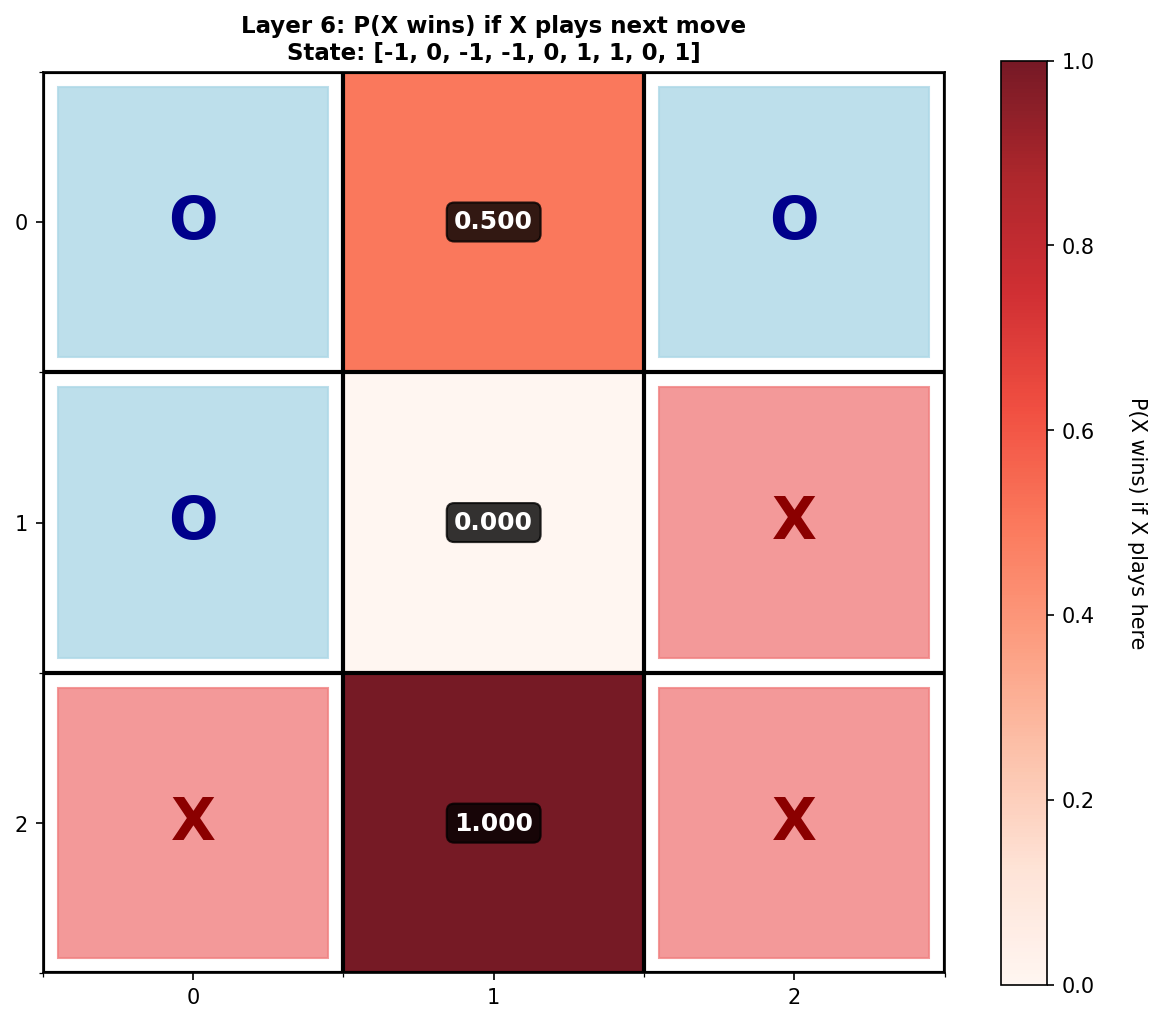 Layer 6: P(X wins) if X plays next move
State: [-1, 0, -1, -1, 0, 1, 1, 0, 1]
0 O 0.500 O
1 O 0.000 X
2 X 1.000 X
0 1 2
1.0
0.8
0.6
0.4
0.2
0.0
P(X wins) if X plays here